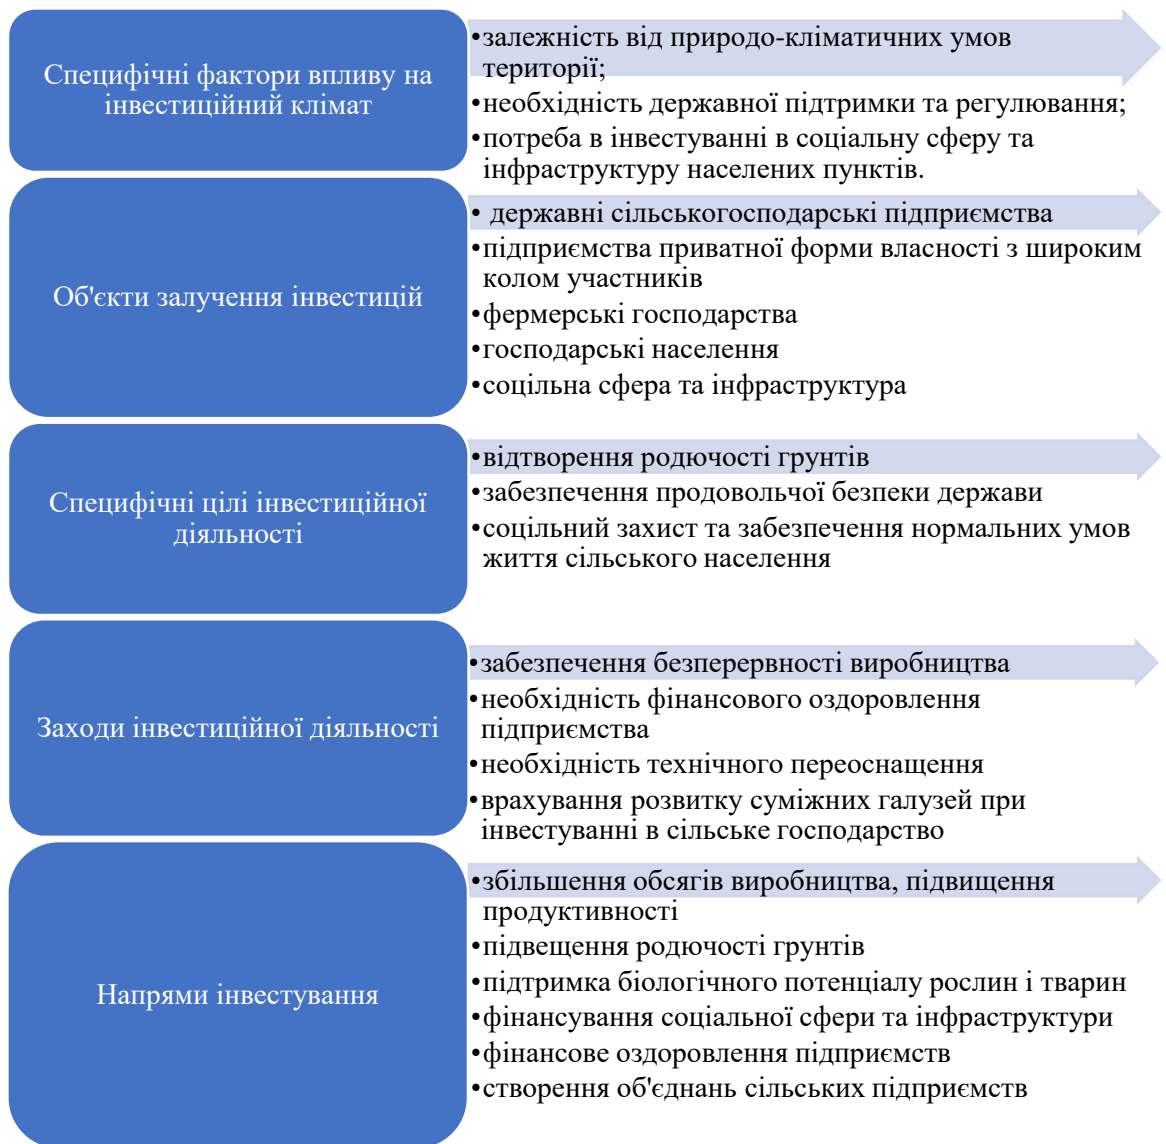 Специфічні фактори впливу на
інвестиційний клімат
•залежність від природо-кліматичних умов
території;
•необхідність державної підтримки та регулювання;
•потреба в інвестуванні в соціальну сферу та
інфраструктуру населених пунктів.
Об'єкти залучення інвестицій
• державні сільськогосподарські підприємства
•підприємства приватної форми власності з широким
колом участників
•фермерські господарства
•господарські населення
•соцільна сфера та інфраструктура
Специфічні цілі інвестиційної
діяльності
•відтворення родючості грунтів
•забезпечення продовольчої безпеки держави
•соцільний захист та забезпечення нормальних умов
життя сільського населення
Заходи інвестиційної діяльності
•забезпечення безперервності виробництва
•необхідність фінансового оздоровлення
підприємства
•необхідність технічного переоснащення
•врахування розвитку суміжних галузей при
інвестуванні в сільське господарство
Напрями інвестування
•збільшення обсягів виробництва, підвищення
продуктивності
•підвещення родючості грунтів
•підтримка біологічного потенціалу рослин і тварин
•фінансування соціальної сфери та інфраструктури
•фінансове оздоровлення підприємств
•створення об'єднань сільських підприємств